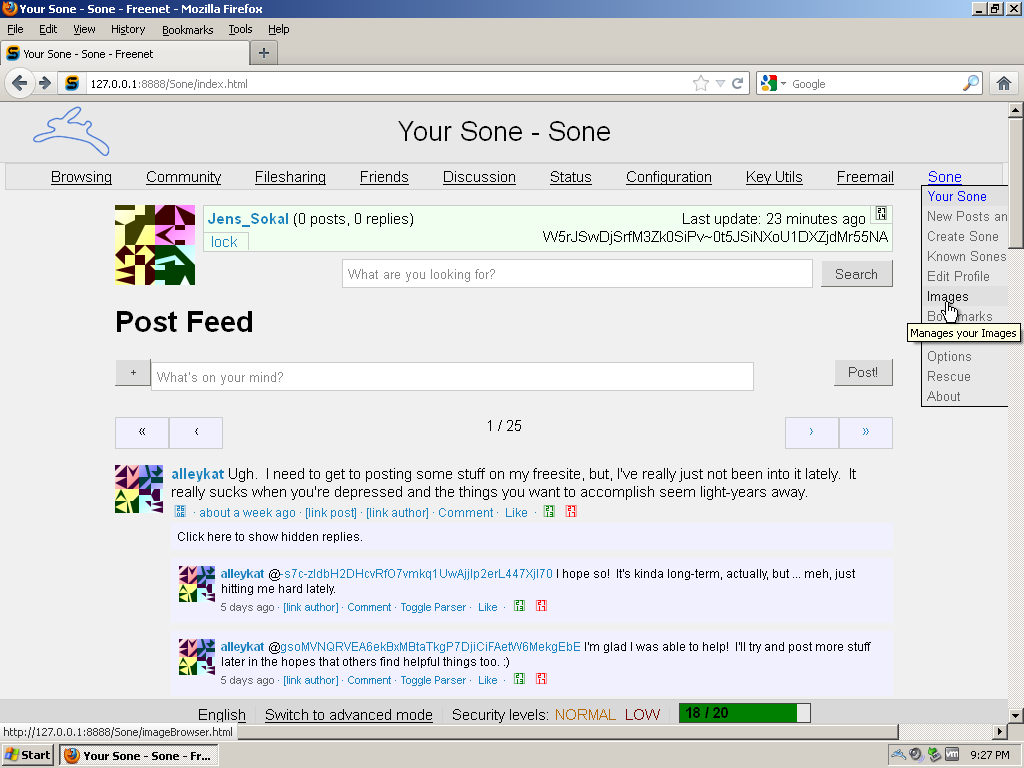 Your Sone - Sone - Freenet - Mozilla Firefox
File Edit View History Bookmarks Tools Help
Your Sone - Sone - Freenet
127.0.0.1:8888/Sone/index.html
Google
Your Sone - Sone
Browsing Community Filesharing Friends Discussion Status Configuration Key Utils Freemail Sone
Your Sone
New Posts an
Create Sone
Known Sones
Edit Profile
Images
Bookmarks
Manages your Images
Options
Rescue
About
Jens_Sokal (0 posts, 0 replies)
Last update: 23 minutes ago
lock
W5rJSwDjSrfM3Zk0SiPv~0t5JSiNXoU1DXZjdMr55NA
What are you looking for?
Search
Post Feed
+
What's on your mind?
Post!
« ‹ 1 / 25 › »
alleykat Ugh. I need to get to posting some stuff on my freesite, but, I've really just not been into it lately. It
really sucks when you're depressed and the things you want to accomplish seem light-years away.
· about a week ago · [link post] · [link author] · Comment · Like ·
Click here to show hidden replies.
alleykat @-s7c-zldbH2DHcvRfO7vmkq1UwAjjlp2erL447Xjl70 I hope so! It's kinda long-term, actually, but ... meh, just
hitting me hard lately.
5 days ago · [link author] · Comment · Toggle Parser · Like ·
alleykat @gsoMVNQRVEA6ekBxMBtaTkgP7DjiCiFAetW6MekgEbE I'm glad I was able to help! I'll try and post more stuff
later in the hopes that others find helpful things too. :)
5 days ago · [link author] · Comment · Toggle Parser · Like ·
English Switch to advanced mode Security levels: NORMAL LOW 18 / 20
http://127.0.0.1:8888/Sone/imageBrowser.html
Start
Your Sone - Sone - Fr...
9:27 PM